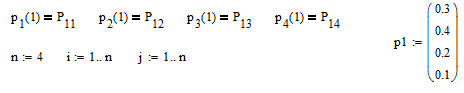 p₁(1) = P₁₁ p₂(1) = P₁₂ p₃(1) = P₁₃ p₄(1) = P₁₄
n := 4 i := 1.. n j := 1.. n
p1 :=
0.3
0.4
0.2
0.1